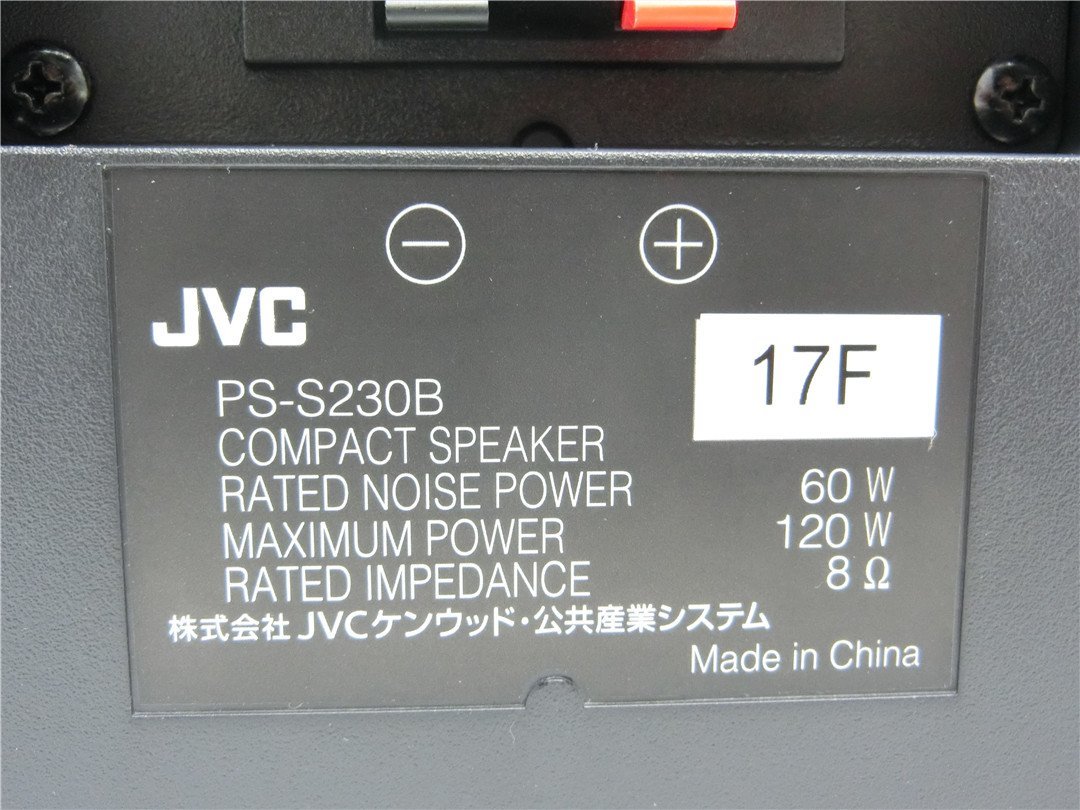 JVC
17F
PS-S230B
COMPACT SPEAKER
RATED NOISE POWER 60 W
MAXIMUM POWER 120 W
RATED IMPEDANCE 8 Ω
株式会社 JVCケンウッド・公共産業システム
Made in China